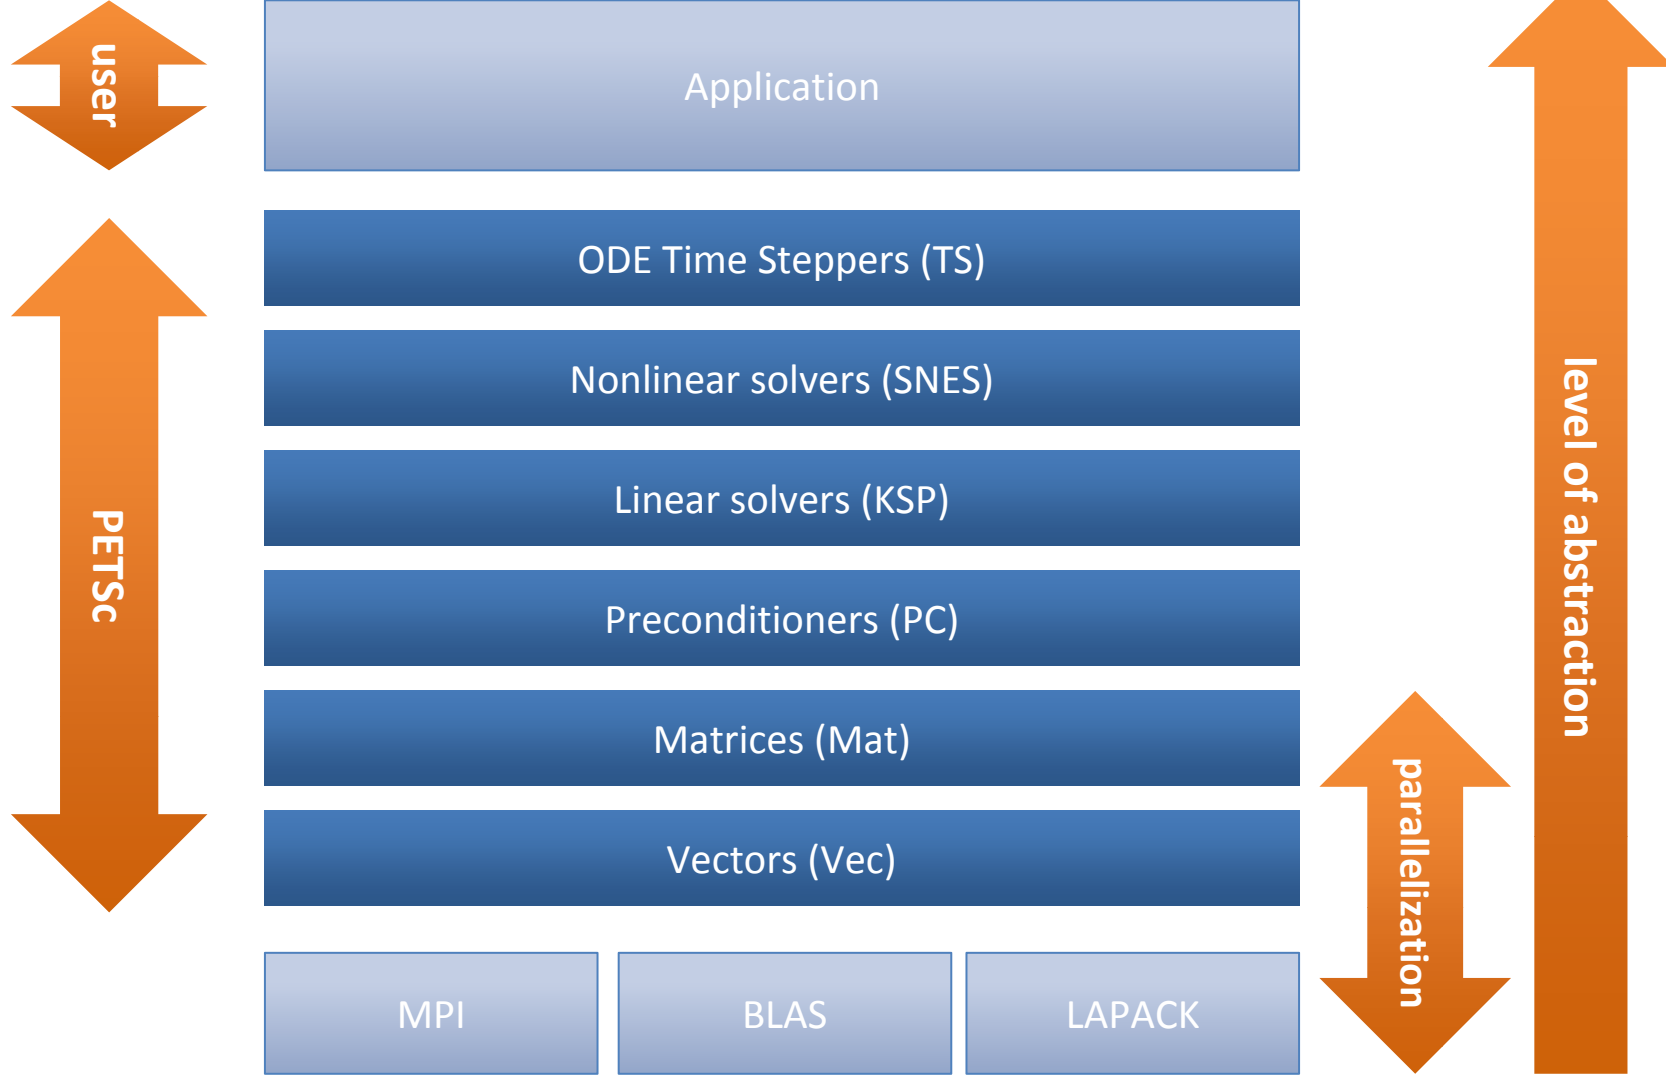 user
Application
ODE Time Steppers (TS)
Nonlinear solvers (SNES)
Linear solvers (KSP)
Preconditioners (PC)
Matrices (Mat)
Vectors (Vec)
PETSc
MPI
BLAS
LAPACK
parallelization
level of abstraction